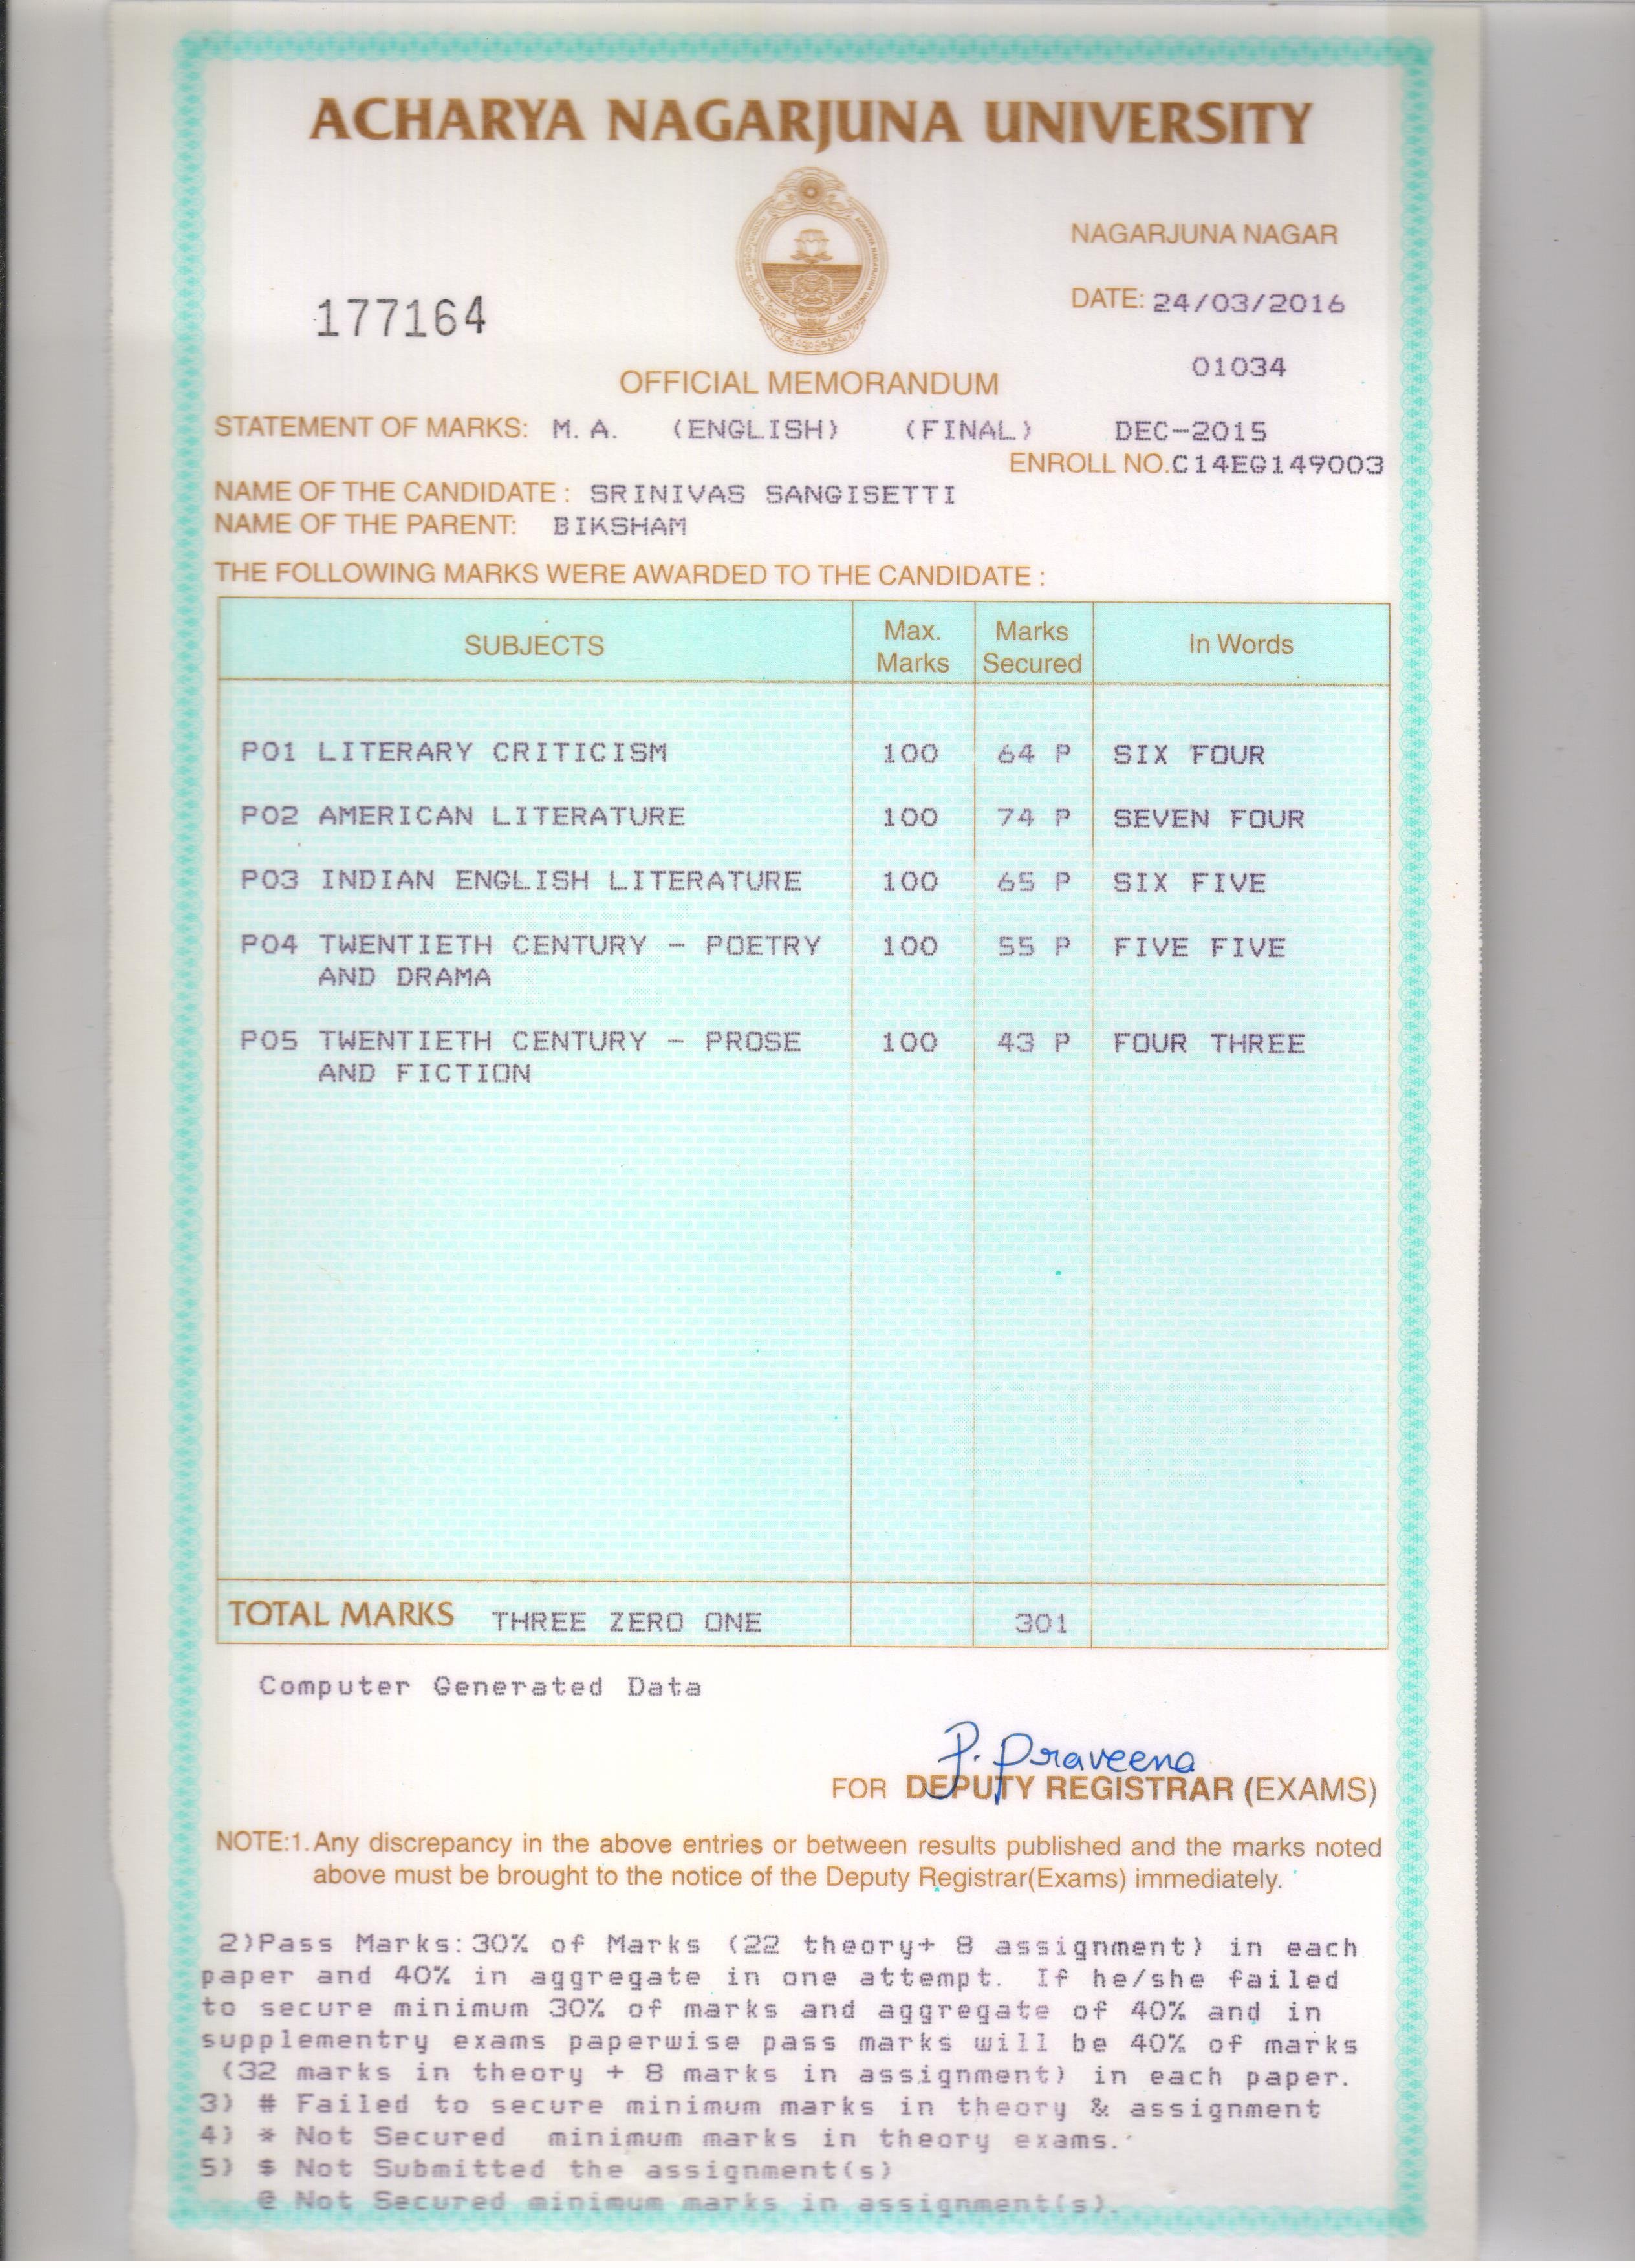 ACHARYA NAGARJUNA UNIVERSITY
NAGARJUNA NAGAR
177164
DATE: 24/03/2016
01034
OFFICIAL MEMORANDUM
STATEMENT OF MARKS: M. A. (ENGLISH) (FINAL) DEC-2015
ENROLL NO.C14EG149003
NAME OF THE CANDIDATE : SRINIVAS SANGISETTI
NAME OF THE PARENT: BIKSHAM
THE FOLLOWING MARKS WERE AWARDED TO THE CANDIDATE :
SUBJECTS Max. Marks Marks Secured In Words
P01 LITERARY CRITICISM 100 64 P SIX FOUR
P02 AMERICAN LITERATURE 100 74 P SEVEN FOUR
P03 INDIAN ENGLISH LITERATURE 100 65 P SIX FIVE
P04 TWENTIETH CENTURY - POETRY 100 55 P FIVE FIVE
AND DRAMA
P05 TWENTIETH CENTURY - PROSE 100 43 P FOUR THREE
AND FICTION
TOTAL MARKS THREE ZERO ONE 301
Computer Generated Data
P. Praveena
FOR DEPUTY REGISTRAR (EXAMS)
NOTE:1.Any discrepancy in the above entries or between results published and the marks noted
above must be brought to the notice of the Deputy Registrar(Exams) immediately.
2)Pass Marks:30% of Marks (22 theory+ 8 assignment) in each
paper and 40% in aggregate in one attempt. If he/she failed
to secure minimum 30% of marks and aggregate of 40% and in
supplementry exams paperwise pass marks will be 40% of marks
(32 marks in theory + 8 marks in assignment) in each paper.
3) # Failed to secure minimum marks in theory & assignment
4) * Not Secured minimum marks in theory exams.
5) $ Not Submitted the assignment(s)
@ Not Secured minimum marks in assignment(s).